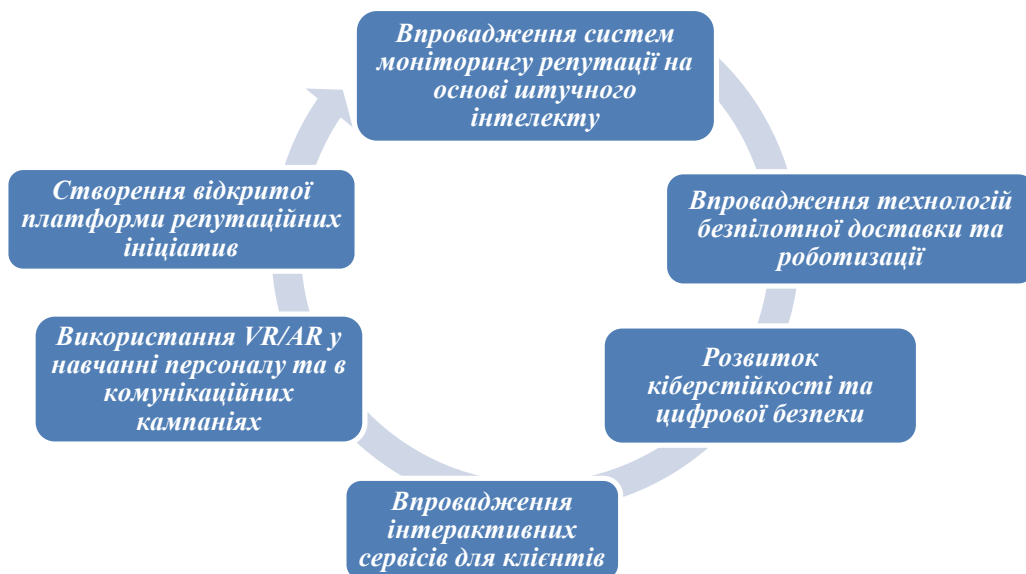 Впровадження систем
моніторингу репутації на
основі штучного
інтелекту
Впровадження технологій
безпілотної доставки та
роботизації
Розвиток
кіберстійкості та
цифрової безпеки
Впровадження
інтерактивних
сервісів для клієнтів
Використання VR/AR у
навчанні персоналу та в
комунікаційних
кампаніях
Створення відкритої
платформи репутаційних
ініціатив